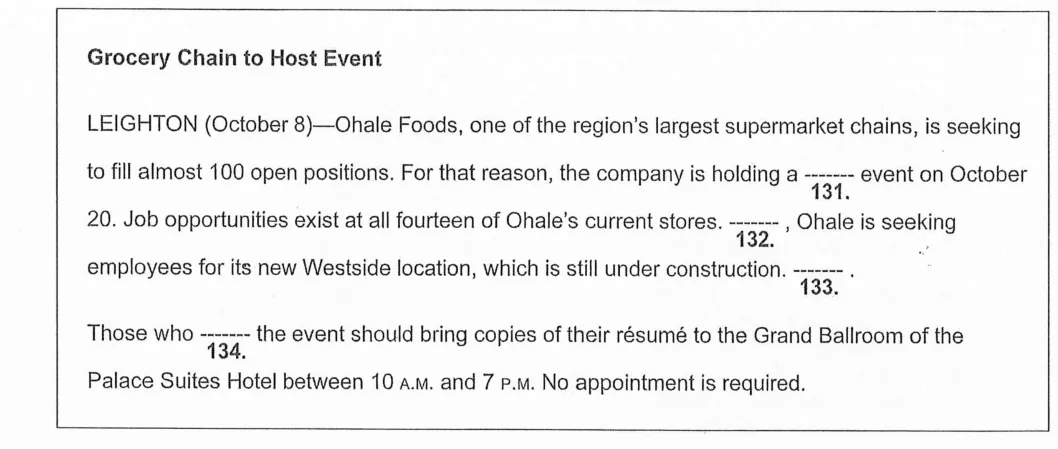 Grocery Chain to Host Event
LEIGHTON (October 8)—Ohale Foods, one of the region's largest supermarket chains, is seeking
to fill almost 100 open positions. For that reason, the company is holding a ------- event on October
131.
20. Job opportunities exist at all fourteen of Ohale's current stores. ------- , Ohale is seeking
132.
employees for its new Westside location, which is still under construction. ------- .
133.
Those who ------- the event should bring copies of their résumé to the Grand Ballroom of the
134.
Palace Suites Hotel between 10 A.M. and 7 P.M. No appointment is required.